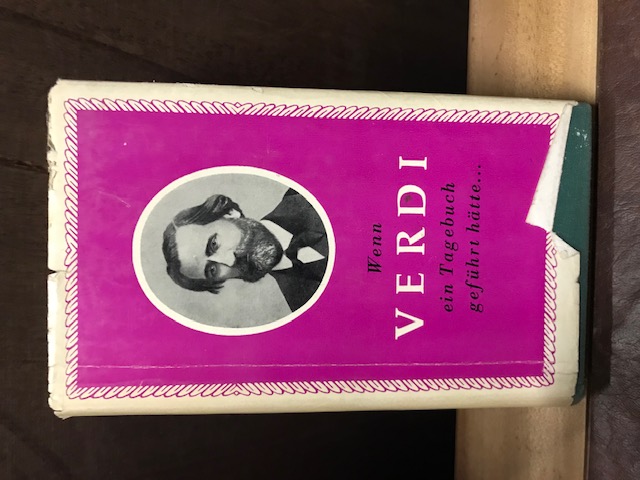 Wenn
VERDI
ein Tagebuch
geführt hätte...